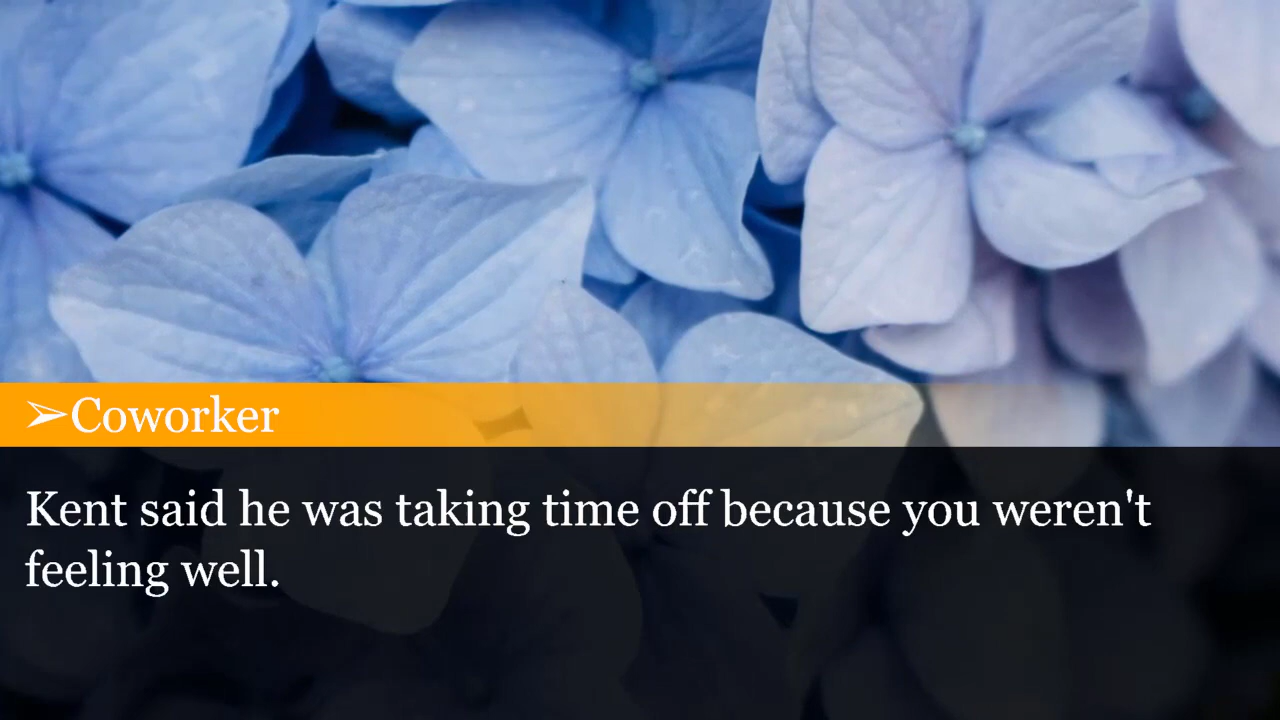 ➢Coworker
Kent said he was taking time off because you weren't
feeling well.